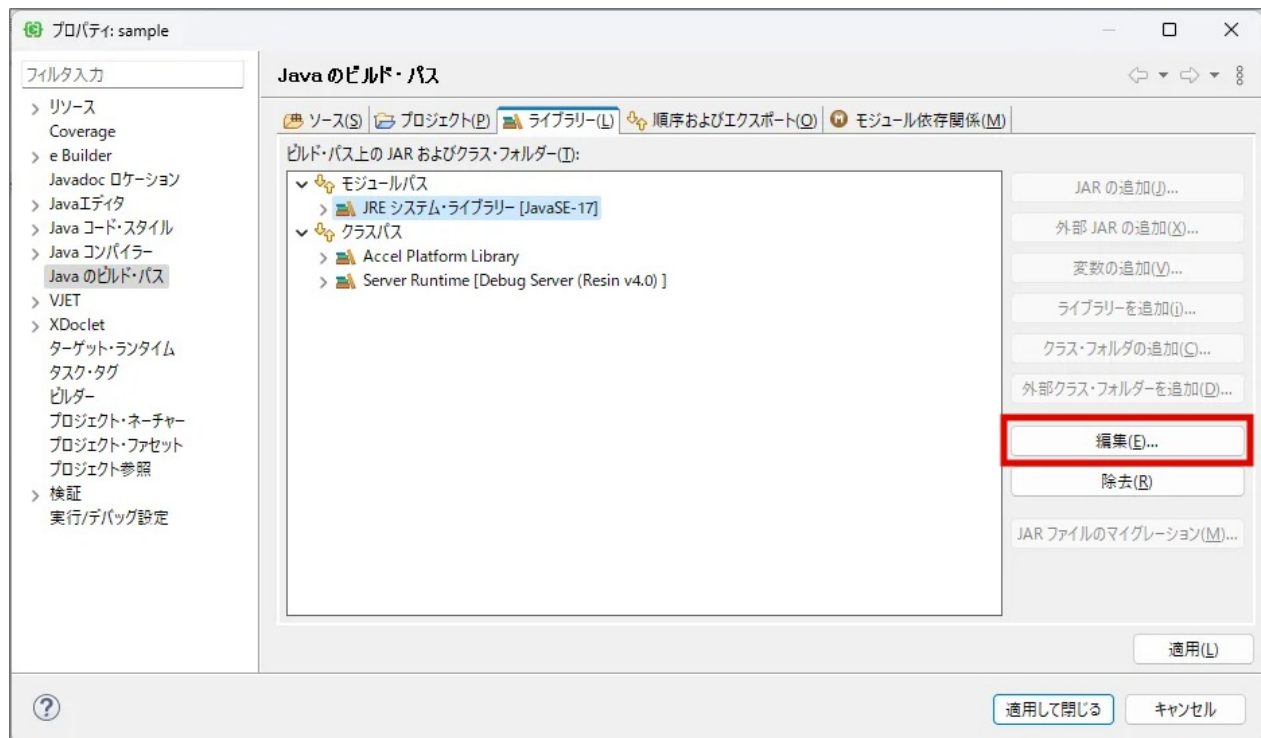 プロパティ: sample
フィルタ入力
リソース
Coverage
e Builder
Javadoc ロケーション
Javaエディタ
Java コード・スタイル
Java コンパイラー
Java のビルド・パス
VJET
XDoclet
ターゲット・ランタイム
タスク・タグ
ビルダー
プロジェクト・ネーチャー
プロジェクト・ファセット
プロジェクト参照
検証
実行/デバッグ設定
Java のビルド・パス
ソース(S) プロジェクト(P) ライブラリー(L) 順序およびエクスポート(O) モジュール依存関係(M)
ビルド・パス上の JAR およびクラス・フォルダー(T):
モジュールパス
JRE システム・ライブラリー [JavaSE-17]
クラスパス
Accel Platform Library
Server Runtime [Debug Server (Resin v4.0) ]
JAR の追加(J)...
外部 JAR の追加(X)...
変数の追加(V)...
ライブラリーを追加(i)...
クラス・フォルダの追加(C)...
外部クラス・フォルダーを追加(D)...
編集(E)...
除去(R)
JAR ファイルのマイグレーション(M)...
適用(L)
適用して閉じる キャンセル